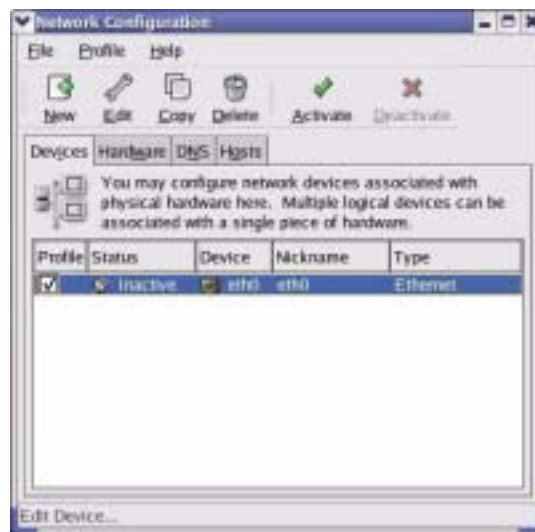 Network Configuration
File Profile Help
New Edit Copy Delete Activate Deactivate
Devices Hardware DNS Hosts
You may configure network devices associated with
physical hardware here. Multiple logical devices can be
associated with a single piece of hardware.
Profile Status Device Nickname Type
Inactive eth0 eth0 Ethernet
Edit Device...